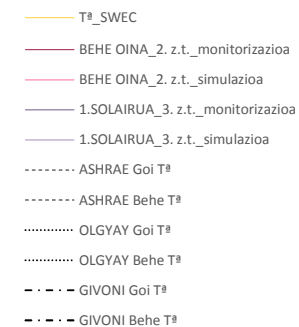 Tª_SWEC
BEHE OINA_2. z.t._monitorizazioa
BEHE OINA_2. z.t._simulazioa
1.SOLAIRUA_3. z.t._monitorizazioa
1.SOLAIRUA_3. z.t._simulazioa
ASHRAE Goi Tª
ASHRAE Behe Tª
OLGYAY Goi Tª
OLGYAY Behe Tª
GIVONI Goi Tª
GIVONI Behe Tª